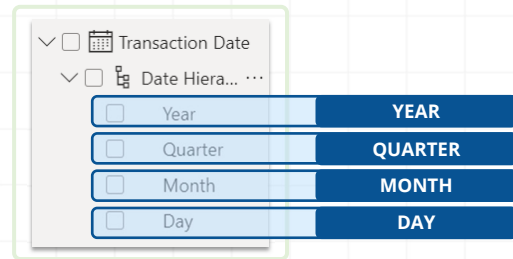 Transaction Date
Date Hiera... ...
Year YEAR
Quarter QUARTER
Month MONTH
Day DAY